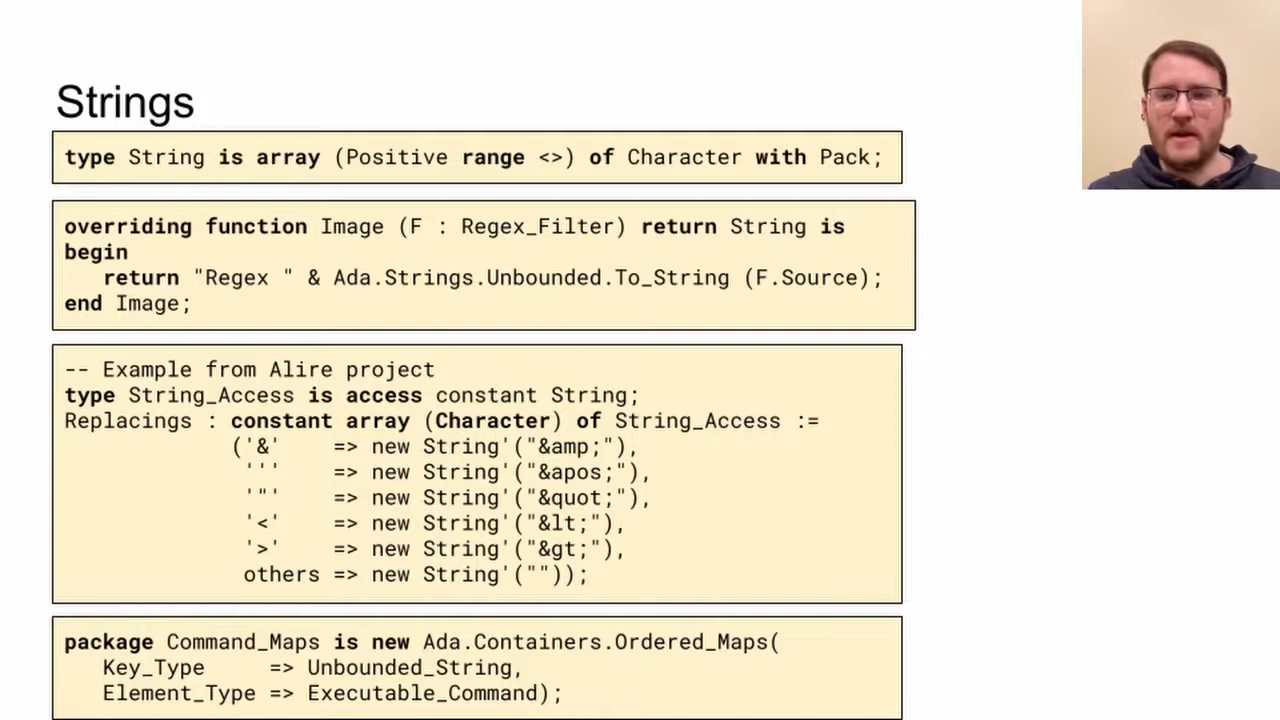 Strings
type String is array (Positive range <>) of Character with Pack;
overriding function Image (F : Regex_Filter) return String is
begin
   return "Regex " & Ada.Strings.Unbounded.To_String (F.Source);
end Image;
-- Example from Alire project
type String_Access is access constant String;
Replacings : constant array (Character) of String_Access :=
             ('&'    => new String'("&amp;"),
              '''    => new String'("&apos;"),
              '"'    => new String'("&quot;"),
              '<'    => new String'("&lt;"),
              '>'    => new String'("&gt;"),
              others => new String'(""));
package Command_Maps is new Ada.Containers.Ordered_Maps(
   Key_Type     => Unbounded_String,
   Element_Type => Executable_Command);